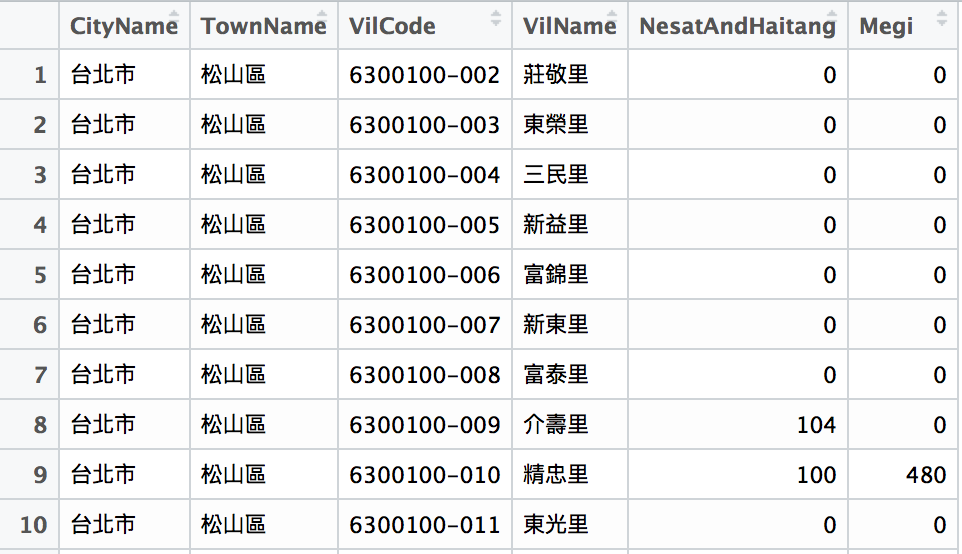 CityName TownName VilCode VilName NesatAndHaitang Megi
1 台北市 松山區 6300100-002 莊敬里 0 0
2 台北市 松山區 6300100-003 東榮里 0 0
3 台北市 松山區 6300100-004 三民里 0 0
4 台北市 松山區 6300100-005 新益里 0 0
5 台北市 松山區 6300100-006 富錦里 0 0
6 台北市 松山區 6300100-007 新東里 0 0
7 台北市 松山區 6300100-008 富泰里 0 0
8 台北市 松山區 6300100-009 介壽里 104 0
9 台北市 松山區 6300100-010 精忠里 100 480
10 台北市 松山區 6300100-011 東光里 0 0